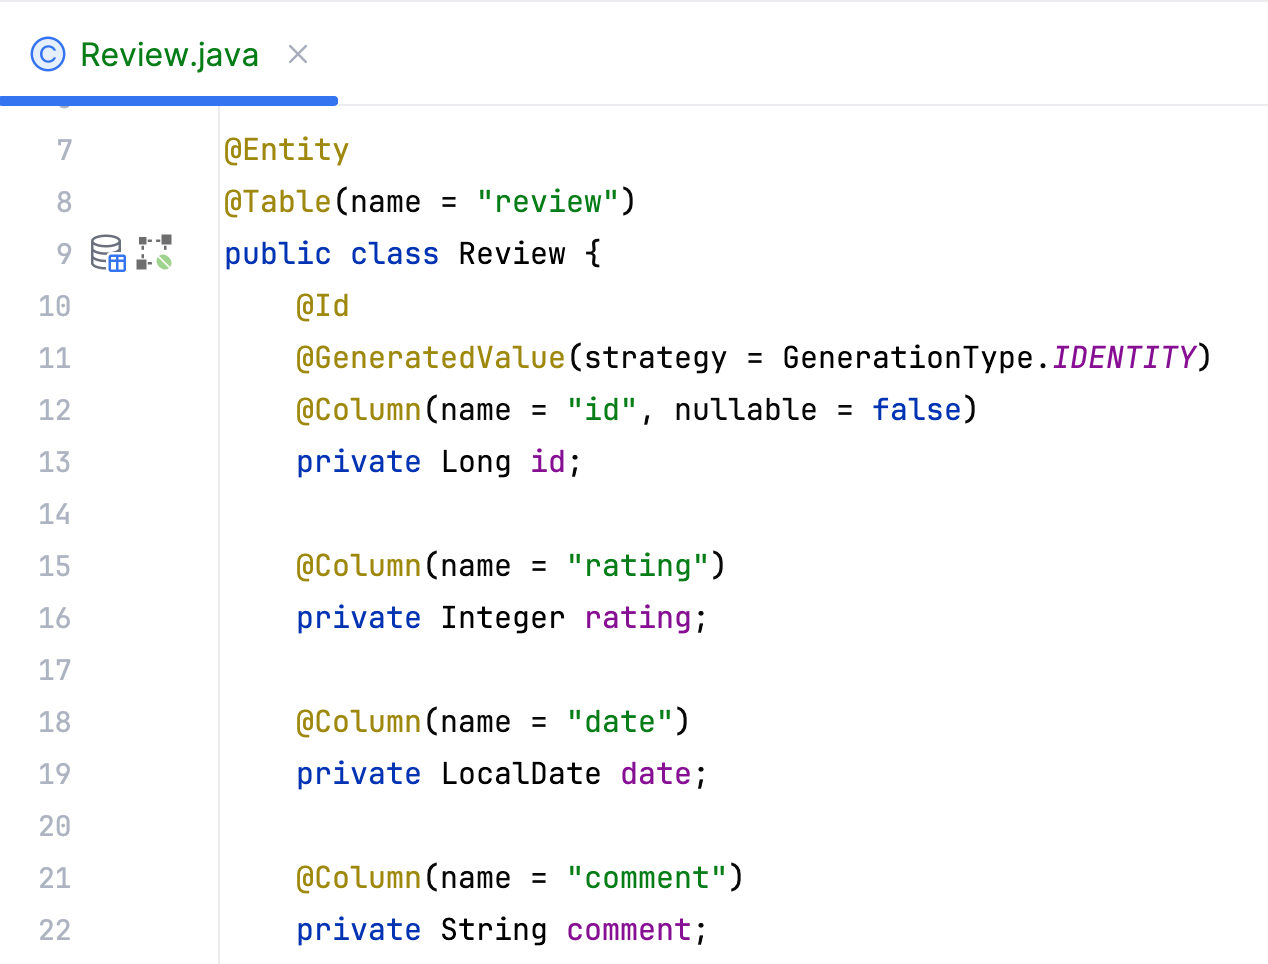 Review.java
7 @Entity
8 @Table(name = "review")
9 public class Review {
10 @Id
11 @GeneratedValue(strategy = GenerationType.IDENTITY)
12 @Column(name = "id", nullable = false)
13 private Long id;
14
15 @Column(name = "rating")
16 private Integer rating;
17
18 @Column(name = "date")
19 private LocalDate date;
20
21 @Column(name = "comment")
22 private String comment;